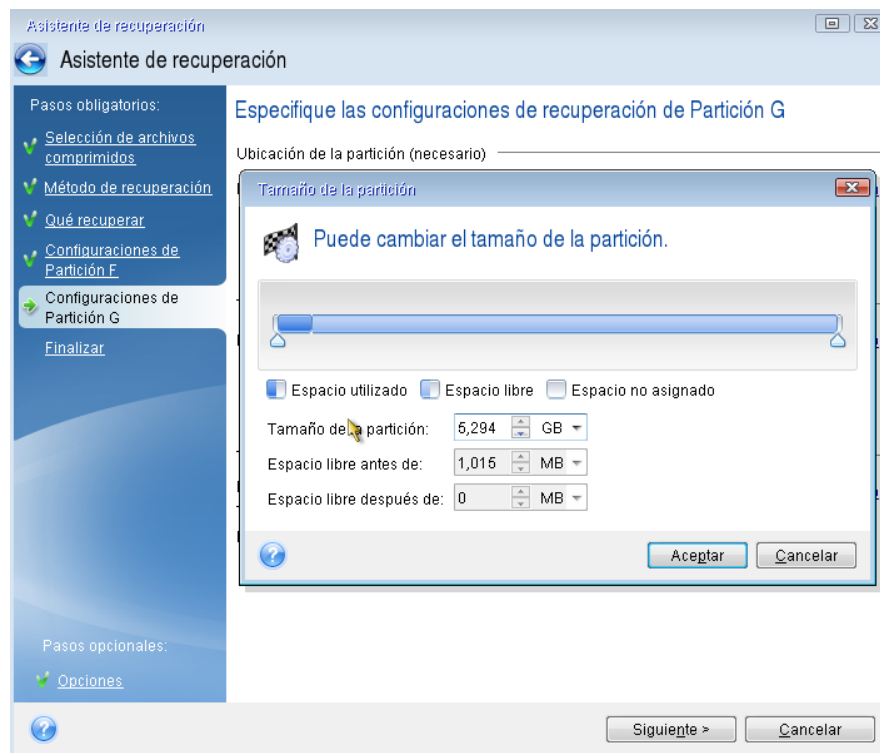 Asistente de recuperación
Asistente de recuperación
Pasos obligatorios:
Selección de archivos
comprimidos
Método de recuperación
Qué recuperar
Configuraciones de
Partición F
Configuraciones de
Partición G
Finalizar
Pasos opcionales:
Opciones
Especifique las configuraciones de recuperación de Partición G
Ubicación de la partición (necesario)
Tamaño de la partición
Puede cambiar el tamaño de la partición.
Espacio utilizado Espacio libre Espacio no asignado
Tamaño de la partición: 5,294 GB
Espacio libre antes de: 1,015 MB
Espacio libre después de: 0 MB
Aceptar Cancelar
Siguiente > Cancelar